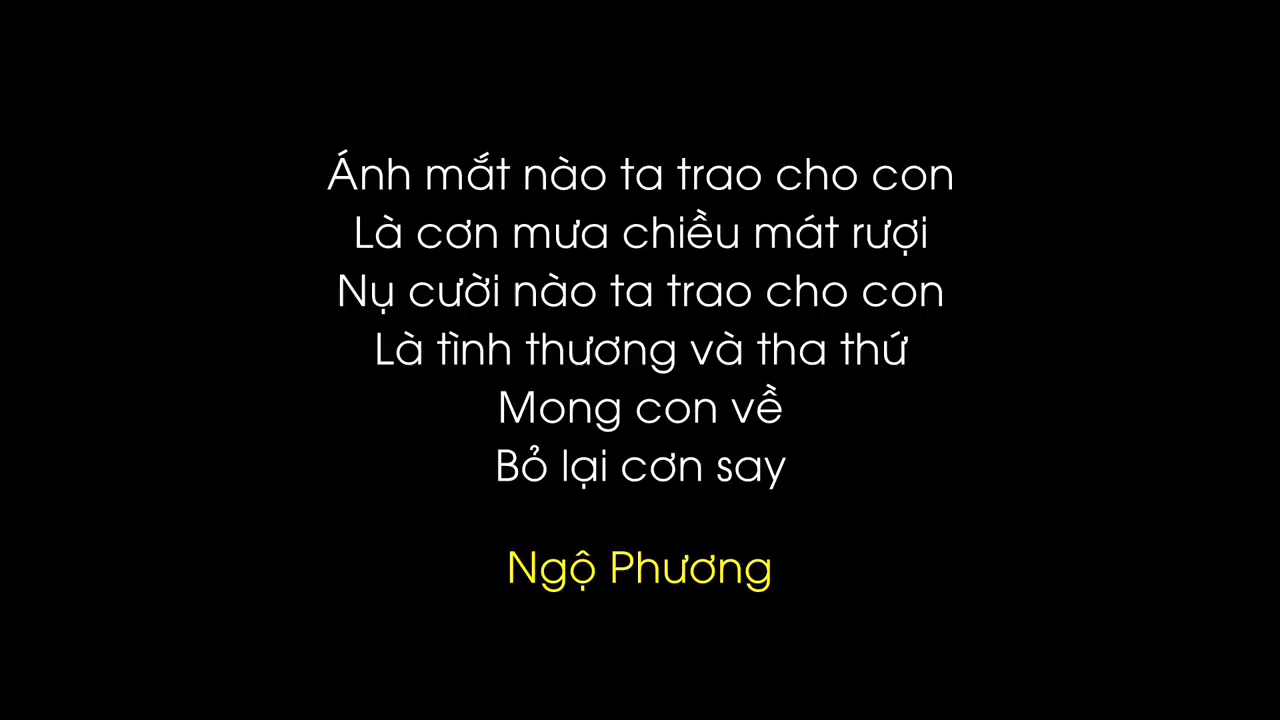 Ánh mắt nào ta trao cho con
Là cơn mưa chiều mát rượi
Nụ cười nào ta trao cho con
Là tình thương và tha thứ
Mong con về
Bỏ lại cơn say
Ngộ Phương